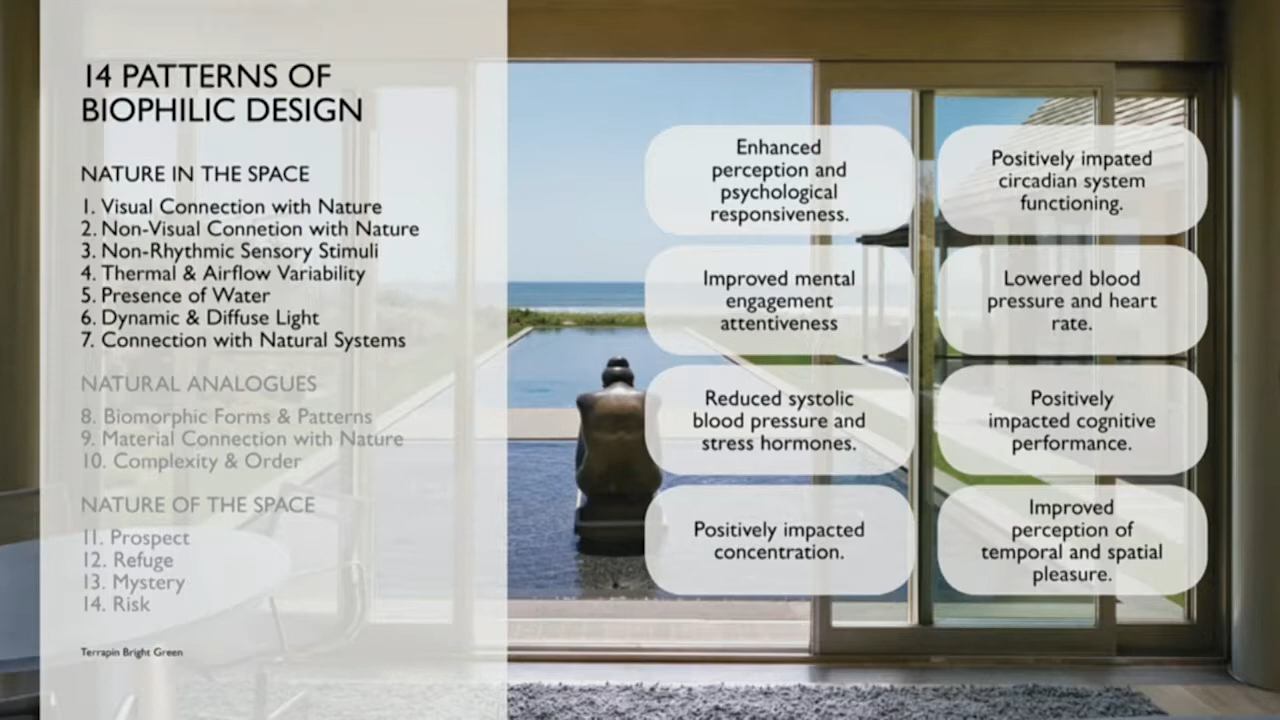 14 PATTERNS OF
BIOPHILIC DESIGN
NATURE IN THE SPACE
1. Visual Connection with Nature
2. Non-Visual Connetion with Nature
3. Non-Rhythmic Sensory Stimuli
4. Thermal & Airflow Variability
5. Presence of Water
6. Dynamic & Diffuse Light
7. Connection with Natural Systems
NATURAL ANALOGUES
8. Biomorphic Forms & Patterns
9. Material Connection with Nature
10. Complexity & Order
NATURE OF THE SPACE
11. Prospect
12. Refuge
13. Mystery
14. Risk
Terrapin Bright Green
Enhanced
perception and
psychological
responsiveness.
Positively impated
circadian system
functioning.
Improved mental
engagement
attentiveness
Lowered blood
pressure and heart
rate.
Reduced systolic
blood pressure and
stress hormones.
Positively
impacted cognitive
performance.
Positively impacted
concentration.
Improved
perception of
temporal and spatial
pleasure.